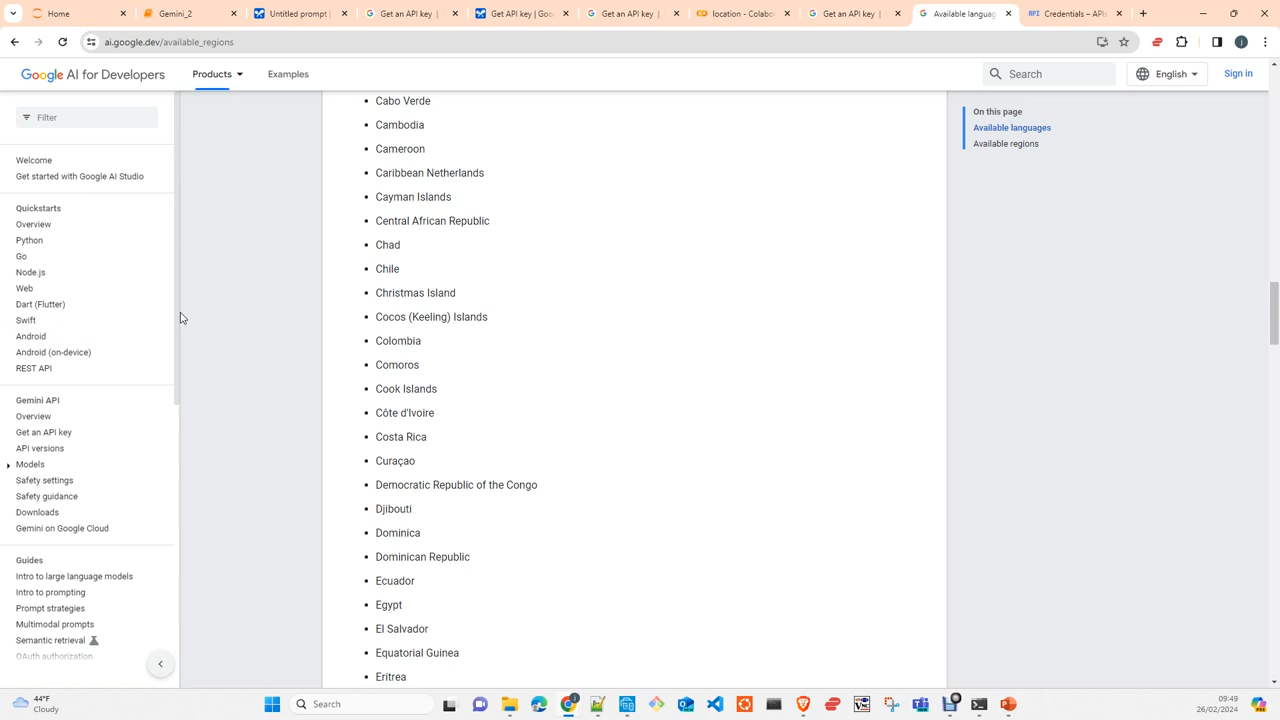 Home
Gemini_2
Untitled prompt
Get an API key |
Get API key | Goo
Get an API key |
location - Colabo
Get an API key |
Available languag
API Credentials – APIs
ai.google.dev/available_regions
Google AI for Developers
Products
Examples
Search
English
Sign in
Filter
Welcome
Get started with Google AI Studio
Quickstarts
Overview
Python
Go
Node.js
Web
Dart (Flutter)
Swift
Android
Android (on-device)
REST API
Gemini API
Overview
Get an API key
API versions
Models
Safety settings
Safety guidance
Downloads
Gemini on Google Cloud
Guides
Intro to large language models
Intro to prompting
Prompt strategies
Multimodal prompts
Semantic retrieval
OAuth authorization
Cabo Verde
Cambodia
Cameroon
Caribbean Netherlands
Cayman Islands
Central African Republic
Chad
Chile
Christmas Island
Cocos (Keeling) Islands
Colombia
Comoros
Cook Islands
Côte d'Ivoire
Costa Rica
Curaçao
Democratic Republic of the Congo
Djibouti
Dominica
Dominican Republic
Ecuador
Egypt
El Salvador
Equatorial Guinea
Eritrea
On this page
Available languages
Available regions
44°F
Cloudy
Search
09:49
26/02/2024